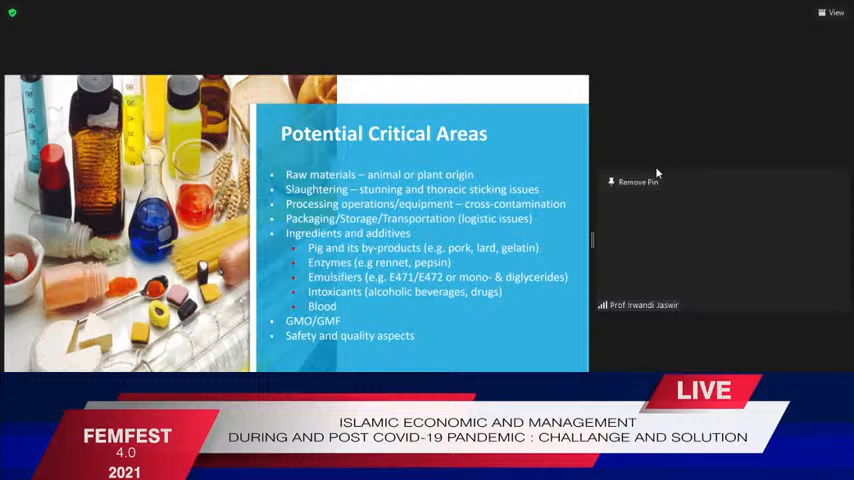 View
Potential Critical Areas
Raw materials – animal or plant origin
Slaughtering – stunning and thoracic sticking issues
Processing operations/equipment – cross-contamination
Packaging/Storage/Transportation (logistic issues)
Ingredients and additives
Pig and its by-products (e.g. pork, lard, gelatin)
Enzymes (e.g rennet, pepsin)
Emulsifiers (e.g. E471/E472 or mono- & diglycerides)
Intoxicants (alcoholic beverages, drugs)
Blood
GMO/GMF
Safety and quality aspects
Remove Pin
Prof Irwandi Jaswir
LIVE
FEMFEST
4.0
2021
ISLAMIC ECONOMIC AND MANAGEMENT
DURING AND POST COVID-19 PANDEMIC : CHALLANGE AND SOLUTION